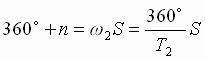 360° + n = ω₂S = 360°/T₂ S